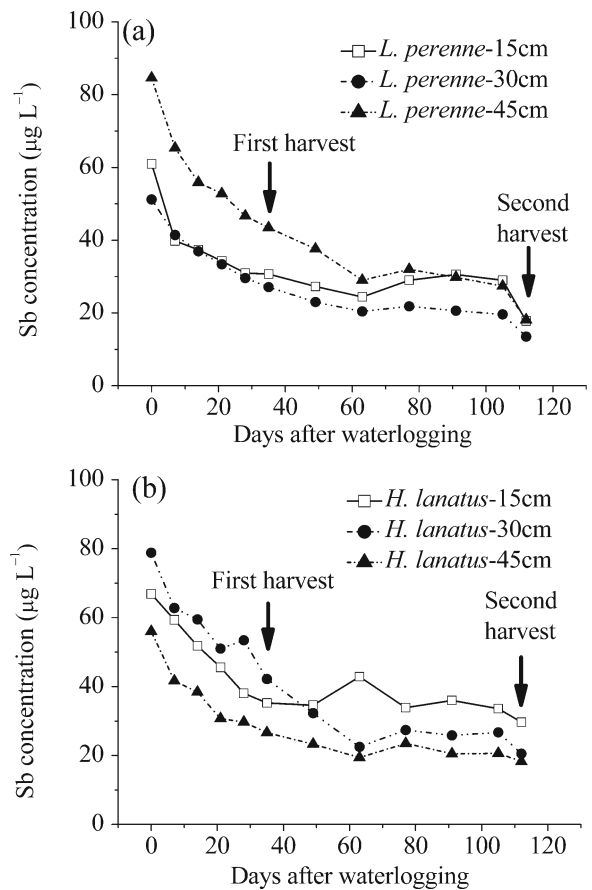 (a)
L. perenne-15cm
L. perenne-30cm
L. perenne-45cm
First harvest
Second
harvest
Sb concentration (μg L⁻¹)
100
80
60
40
20
0
0 20 40 60 80 100 120
Days after waterlogging
(b)
H. lanatus-15cm
H. lanatus-30cm
H. lanatus-45cm
First harvest
Second
harvest
Sb concentration (μg L⁻¹)
100
80
60
40
20
0
0 20 40 60 80 100 120
Days after waterlogging